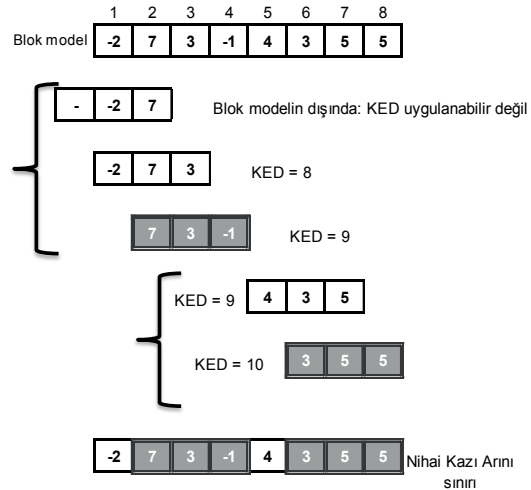 1 2 3 4 5 6 7 8
Blok model -2 7 3 -1 4 3 5 5
- -2 7 Blok modelin dışında: KED uygulanabilir değil
-2 7 3 KED = 8
7 3 -1 KED = 9
KED = 9 4 3 5
KED = 10 3 5 5
-2 7 3 -1 4 3 5 5 Nihai Kazı Arını
sınırı